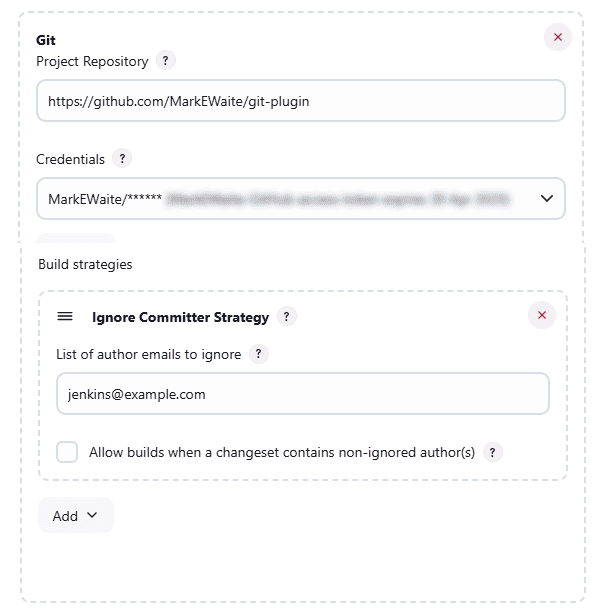 Git
Project Repository ?
https://github.com/MarkEWaite/git-plugin
Credentials ?
MarkEWaite/******
Build strategies
Ignore Committer Strategy ?
List of author emails to ignore ?
jenkins@example.com
Allow builds when a changeset contains non-ignored author(s) ?
Add